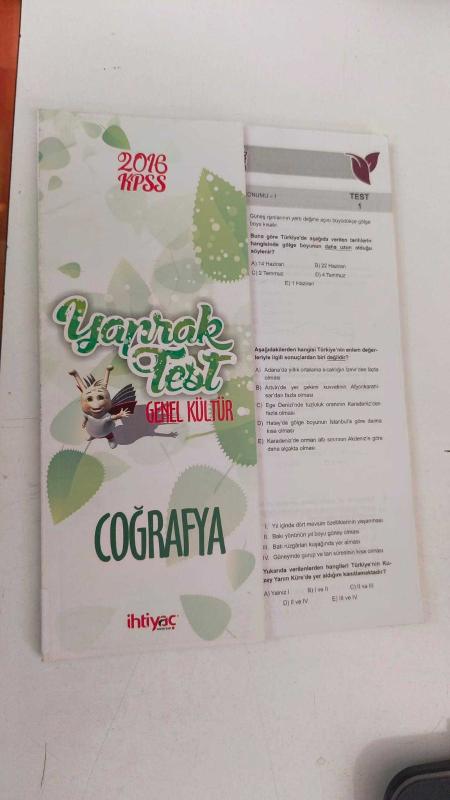 2016
KPSS
Yaprak
Test
GENEL KÜLTÜR
COĞRAFYA
ihtiyaç
ONUMU – 1
TEST
1
Güneş ışınlarının yere değme açısı büyüdükçe gölge
boyu kısalır.
Buna göre Türkiye'de aşağıda verilen tarihlerin
hangisinde gölge boyunun daha uzun olduğu
söylenir?
A) 14 Haziran
B) 22 Haziran
C) 2 Temmuz
D) 4 Temmuz
E) 1 Haziran
Aşağıdakilerden hangisi Türkiye'nin enlem değer-
leriyle ilgili sonuçlardan biri değildir?
A) Adana'da yıllık ortalama sıcaklığın İzmir'den fazla
olması
B) Artvin'de yer çekimi kuvvetinin Afyonkarahi-
sar'dan fazla olması
C) Ege Denizi'nde tuzluluk oranının Karadeniz'den
fazla olması
D) Hatay'da gölge boyunun İstanbul'a göre daima
kısa olması
E) Karadeniz'de orman altı sınırının Akdeniz'e göre
daha alçakta olması
I. Yıl içinde dört mevsim özelliklerinin yaşanması
II. Bakı yönünün yıl boyu güney olması
III. Batı rüzgârları kuşağında yer alması
IV. Güneyinde gurup ve tan süresinin kısa olması
Yukarıda verilenlerden hangileri Türkiye'nin Ku-
zey Yarım Küre'de yer aldığını kanıtlamaktadır?
A) Yalnız I
B) I ve II
C) II ve III
D) II ve IV
E) III ve IV